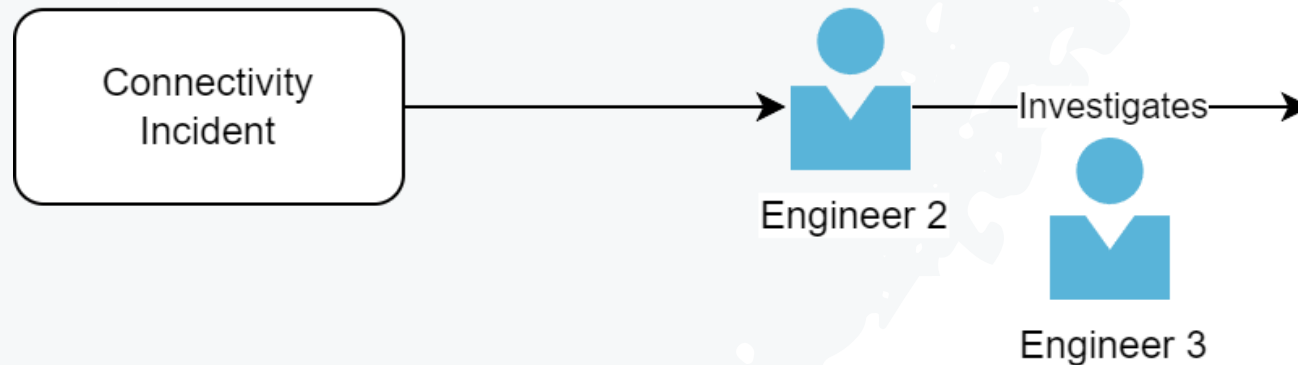 Connectivity
Incident
Investigates
Engineer 2
Engineer 3